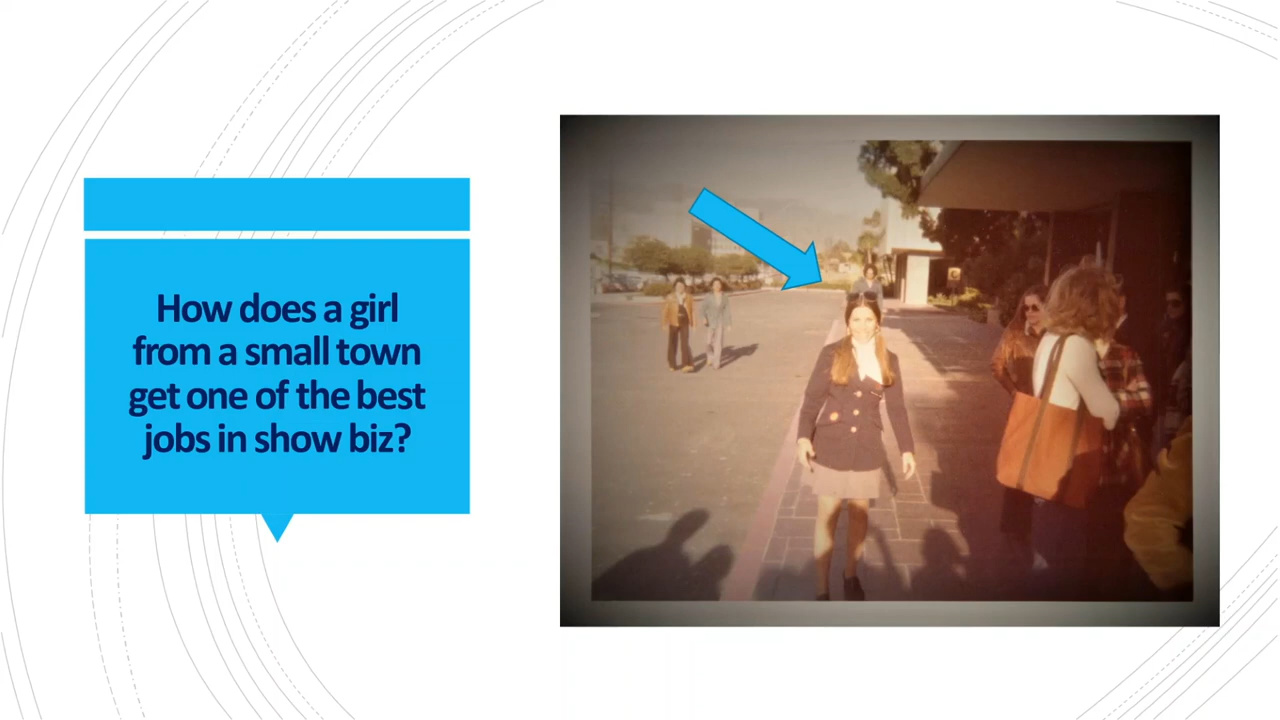 How does a girl
from a small town
get one of the best
jobs in show biz?